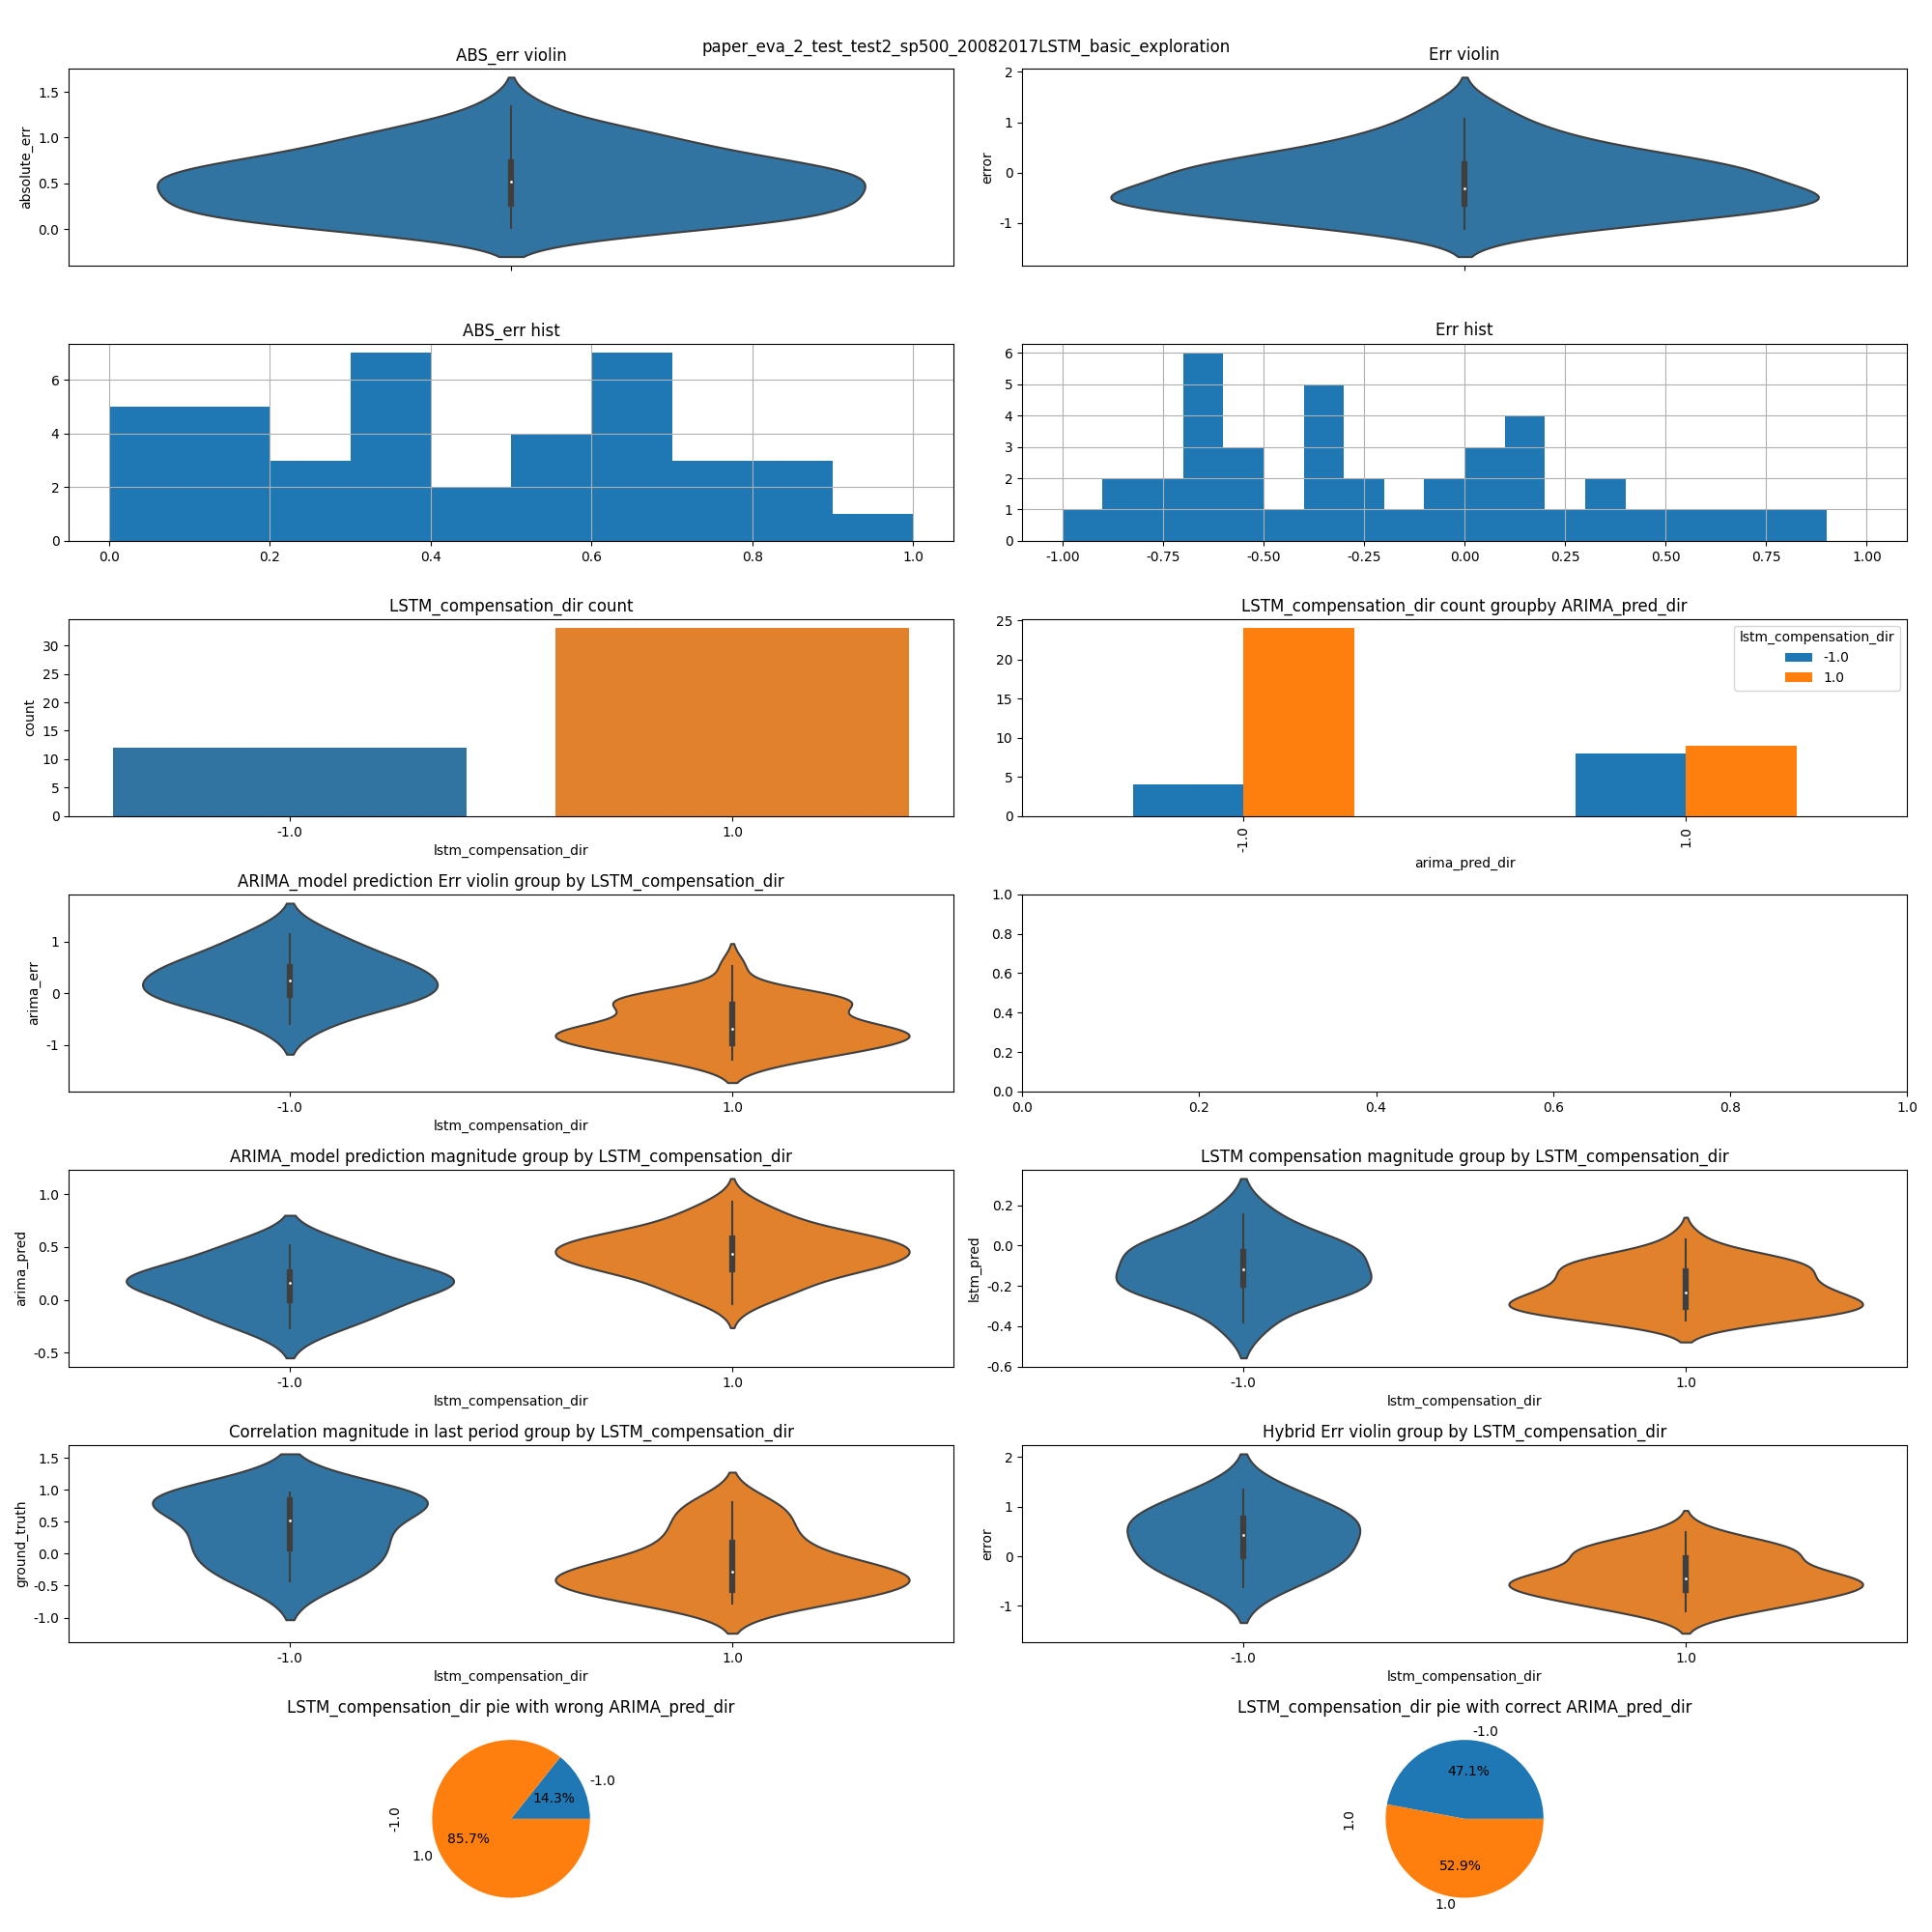 paper_eva_2_test_test2_sp500_20082017LSTM_basic_exploration
ABS_err violin
absolute_err
1.5
1.0
0.5
0.0
Err violin
error
2
1
0
-1
ABS_err hist
6
4
2
0
0.0 0.2 0.4 0.6 0.8 1.0
Err hist
6
5
4
3
2
1
0
-1.00 -0.75 -0.50 -0.25 0.00 0.25 0.50 0.75 1.00
LSTM_compensation_dir count
count
30
25
20
15
10
5
0
-1.0 1.0
lstm_compensation_dir
LSTM_compensation_dir count groupby ARIMA_pred_dir
25
20
15
10
5
0
lstm_compensation_dir
-1.0
1.0
-1.0 1.0
arima_pred_dir
ARIMA_model prediction Err violin group by LSTM_compensation_dir
arima_err
1
0
-1
-1.0 1.0
lstm_compensation_dir
1.0
0.8
0.6
0.4
0.2
0.0
0.0 0.2 0.4 0.6 0.8 1.0
ARIMA_model prediction magnitude group by LSTM_compensation_dir
arima_pred
1.0
0.5
0.0
-0.5
-1.0 1.0
lstm_compensation_dir
LSTM compensation magnitude group by LSTM_compensation_dir
lstm_pred
0.2
0.0
-0.2
-0.4
-0.6
-1.0 1.0
lstm_compensation_dir
Correlation magnitude in last period group by LSTM_compensation_dir
ground_truth
1.5
1.0
0.5
0.0
-0.5
-1.0
-1.0 1.0
lstm_compensation_dir
Hybrid Err violin group by LSTM_compensation_dir
error
2
1
0
-1
-1.0 1.0
lstm_compensation_dir
LSTM_compensation_dir pie with wrong ARIMA_pred_dir
-1.0
-1.0
14.3%
85.7%
1.0
LSTM_compensation_dir pie with correct ARIMA_pred_dir
-1.0
47.1%
1.0
52.9%
1.0